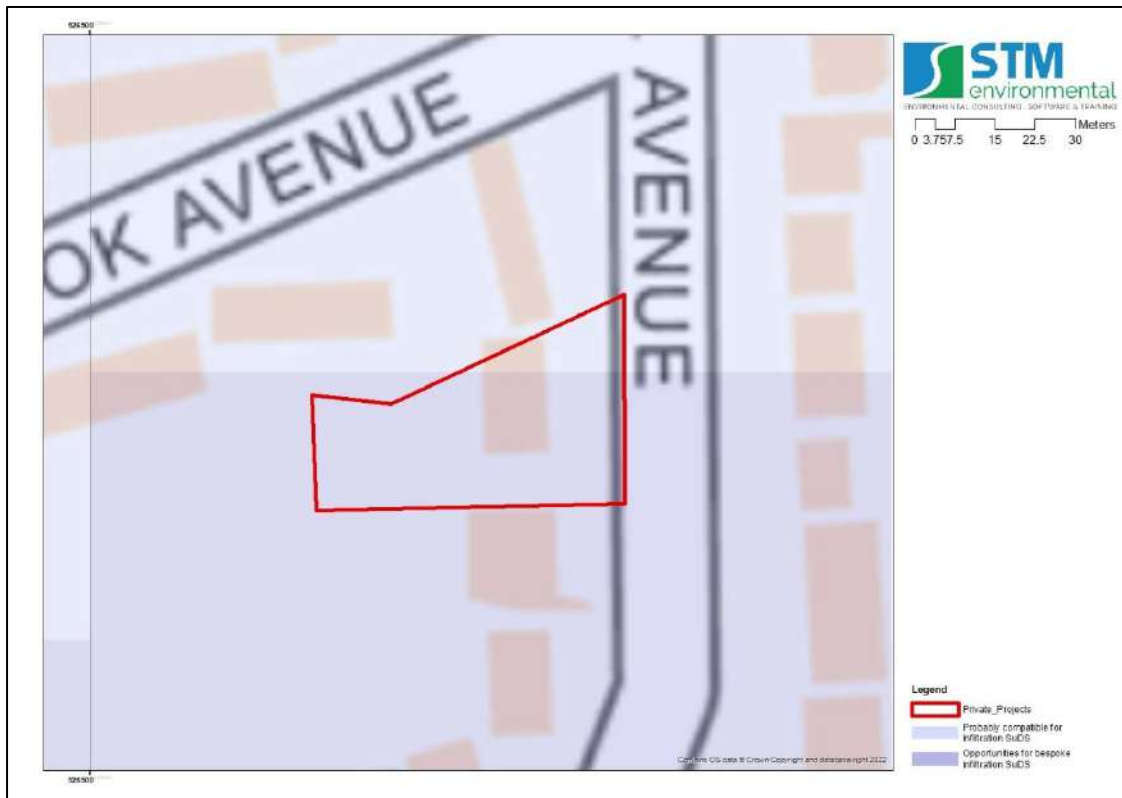 526500
STM
environmental
ENVIRONMENTAL CONSULTING, SOFTWARE & TRAINING
Meters
0 3.757.5 15 22.5 30
OK AVENUE
AVENUE
Legend
Private_Projects
Probably compatible for
infiltration SuDS
Opportunities for bespoke
infiltration SuDS
Contains OS data © Crown Copyright and database right 2022
526500